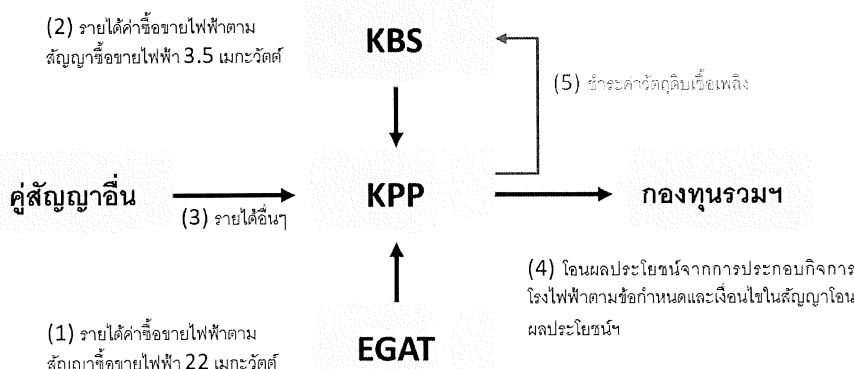 (2) รายได้ค่าซื้อขายไฟฟ้าตาม
สัญญาซื้อขายไฟฟ้า 3.5 เมกะวัตต์
KBS
(5) ชำระค่าวัตถุดิบเชื้อเพลิง
คู่สัญญาอื่น
(3) รายได้อื่นๆ
KPP
กองทุนรวมฯ
(4) โอนผลประโยชน์จากการประกอบกิจการ
โรงไฟฟ้าตามข้อกำหนดและเงื่อนไขในสัญญาโอน
ผลประโยชน์ฯ
(1) รายได้ค่าซื้อขายไฟฟ้าตาม
สัญญาซื้อขายไฟฟ้า 22 เมกะวัตต์
EGAT